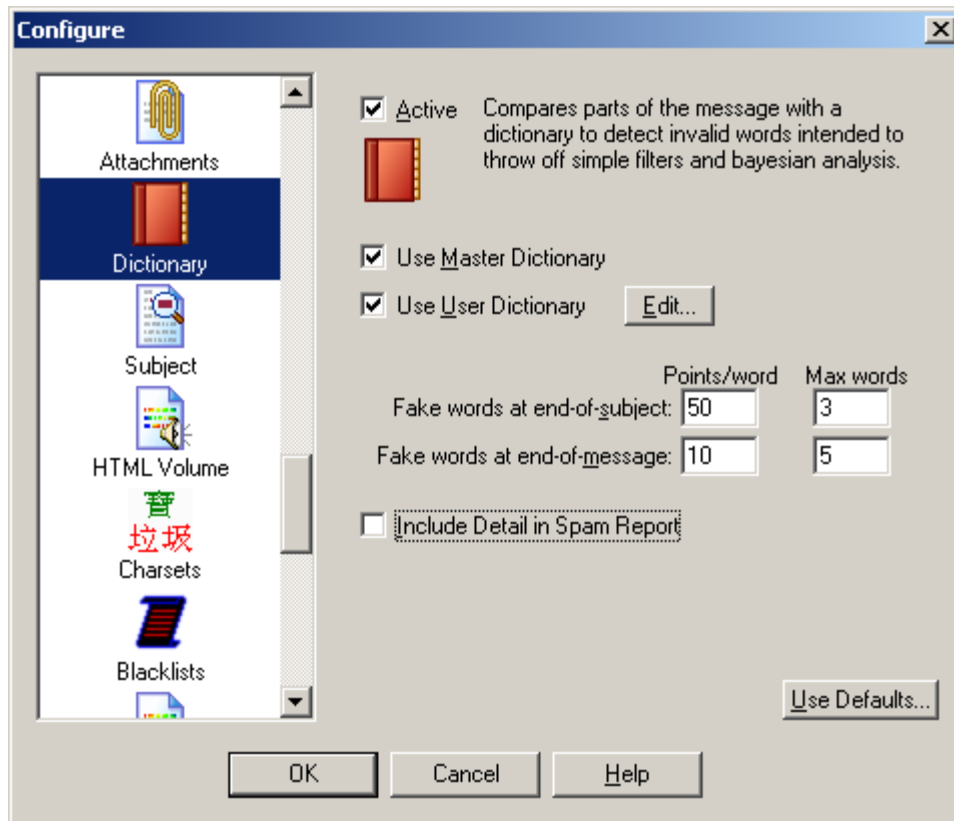 Configure
Attachments
Dictionary
Subject
HTML Volume
寶
垃圾
Charsets
Blacklists
Active
Compares parts of the message with a
dictionary to detect invalid words intended to
throw off simple filters and bayesian analysis.
Use Master Dictionary
Use User Dictionary Edit...
Points/word Max words
Fake words at end-of-subject: 50 3
Fake words at end-of-message: 10 5
Include Detail in Spam Report
Use Defaults...
OK Cancel Help